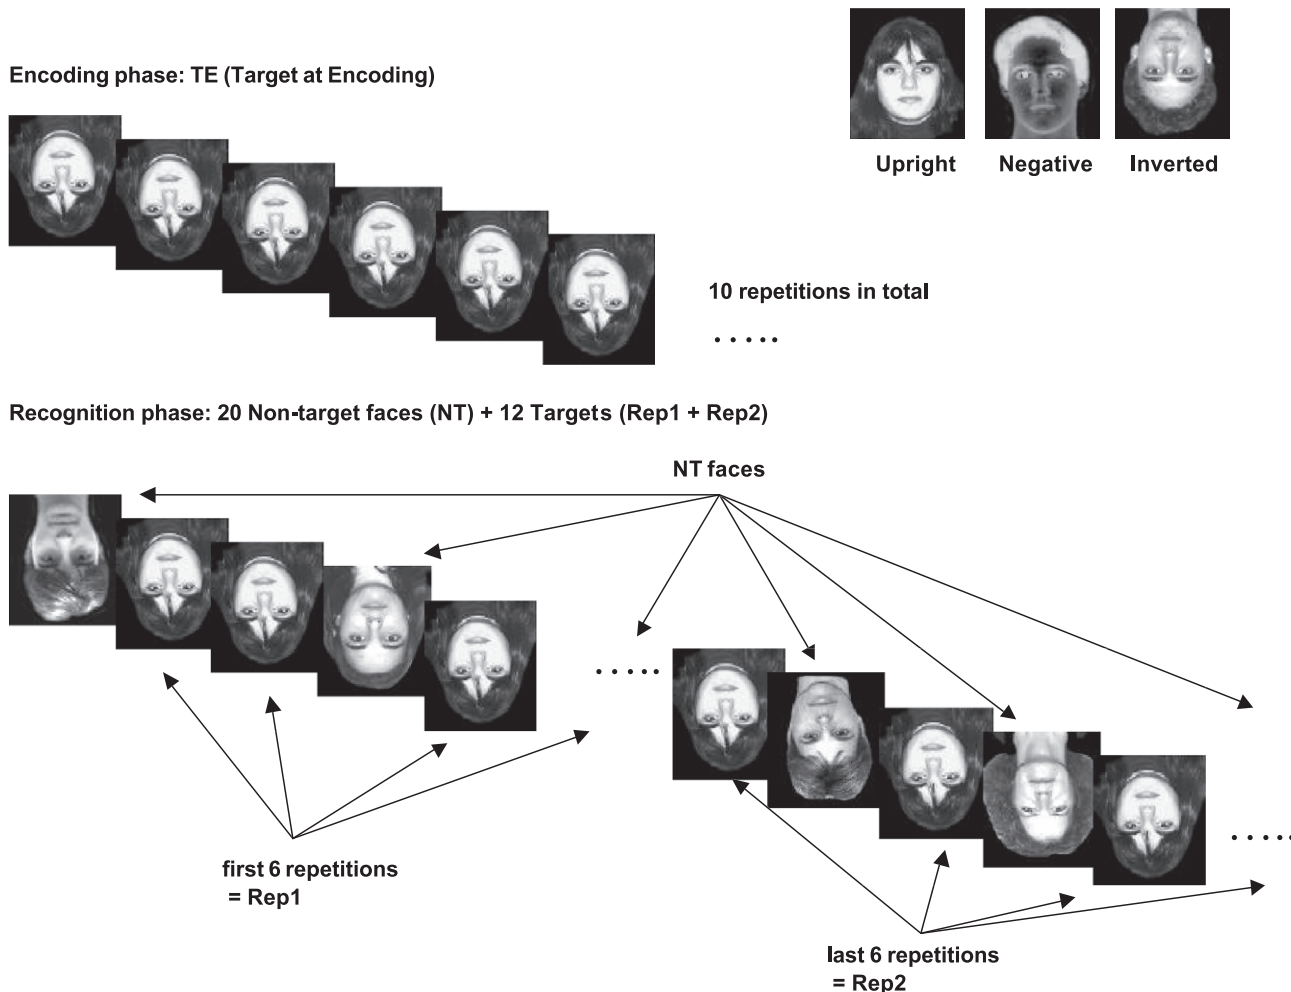 Encoding phase: TE (Target at Encoding)
Upright
Negative
Inverted
10 repetitions in total
.....
Recognition phase: 20 Non-target faces (NT) + 12 Targets (Rep1 + Rep2)
NT faces
.....
.....
first 6 repetitions
= Rep1
last 6 repetitions
= Rep2